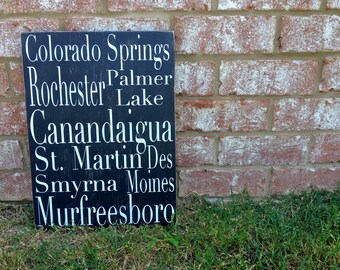 Colorado Springs
Rochester Palmer
Lake
Canandaigua
St. Martin Des
Smyrna Moines
Murfreesboro